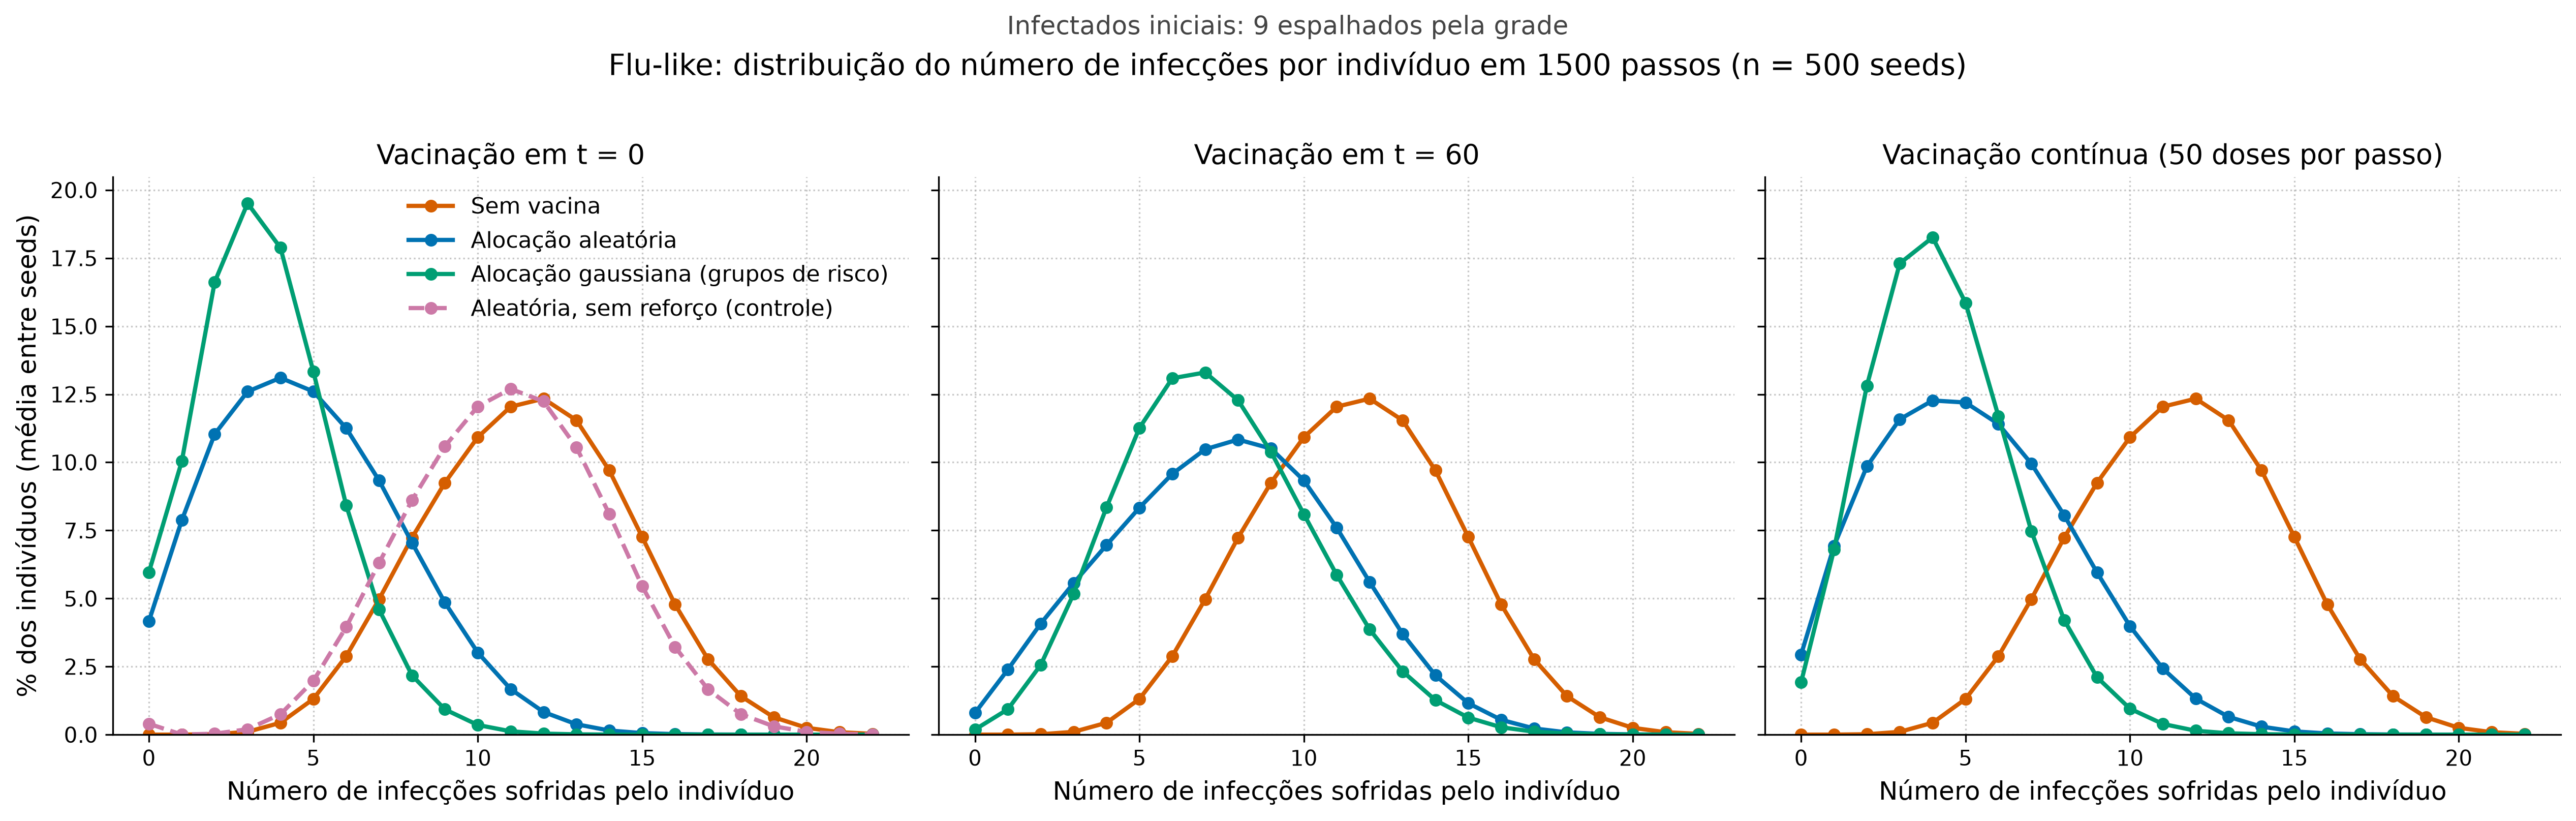 Infectados iniciais: 9 espalhados pela grade
Flu-like: distribuição do número de infecções por indivíduo em 1500 passos (n = 500 seeds)
Vacinação em t = 0
Vacinação em t = 60
Vacinação contínua (50 doses por passo)
% dos indivíduos (média entre seeds)
20.0
17.5
15.0
12.5
10.0
7.5
5.0
2.5
0.0
Sem vacina
Alocação aleatória
Alocação gaussiana (grupos de risco)
Aleatória, sem reforço (controle)
0 5 10 15 20
0 5 10 15 20
0 5 10 15 20
Número de infecções sofridas pelo indivíduo
Número de infecções sofridas pelo indivíduo
Número de infecções sofridas pelo indivíduo